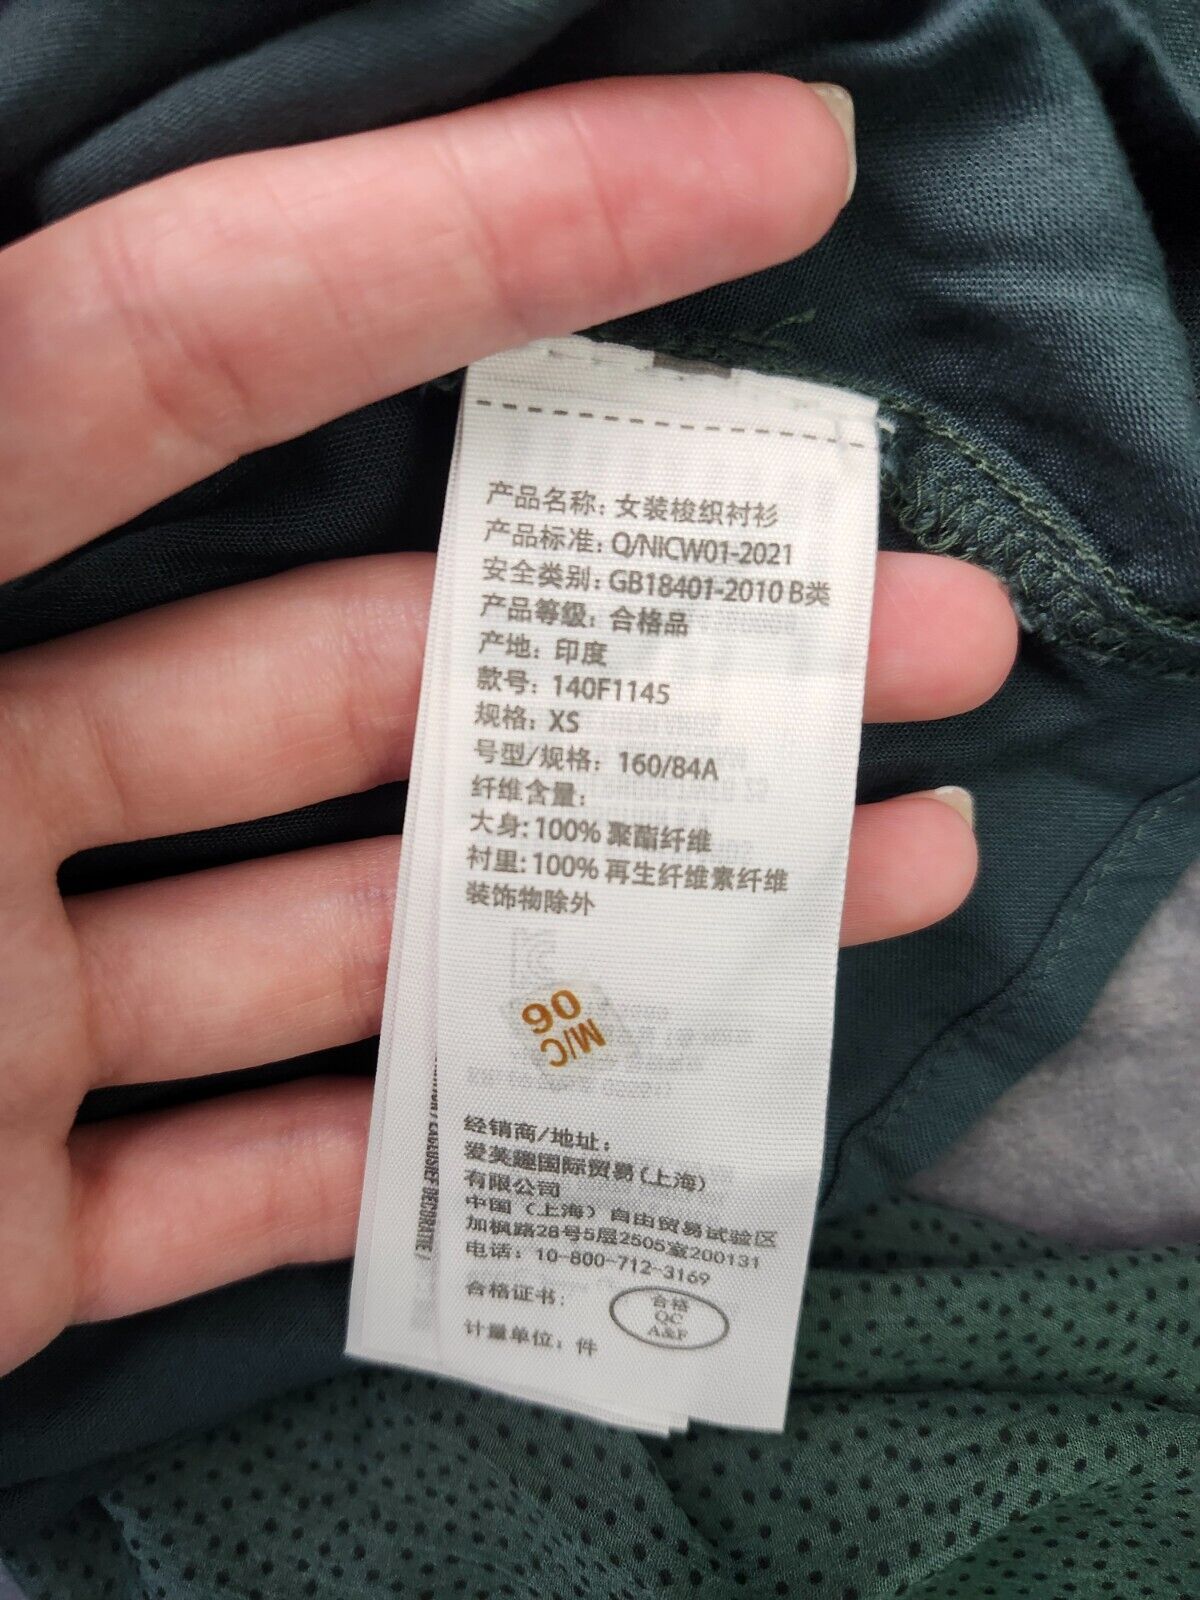 产品名称: 女装梭织衬衫
产品标准: Q/NICW01-2021
安全类别: GB18401-2010 B类
产品等级: 合格品
产地: 印度
款号: 140F1145
规格: XS
号型/规格: 160/84A
纤维含量:
大身: 100% 聚酯纤维
衬里: 100% 再生纤维素纤维
装饰物除外
M/C
06
经销商/地址:
爱芙趣国际贸易(上海)
有限公司
中国 (上海) 自由贸易试验区
加枫路28号5层2505室200131
电话: 10-800-712-3169
合格证书:
合格
QC
A&F
计量单位: 件